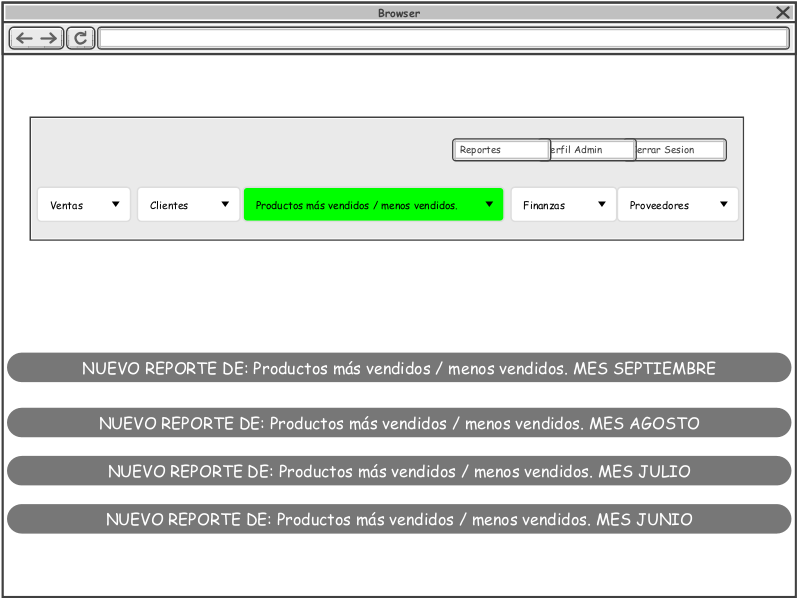 Browser
Reportes
erfil Admin
errar Sesion
Ventas
Clientes
Productos más vendidos / menos vendidos.
Finanzas
Proveedores
NUEVO REPORTE DE: Productos más vendidos / menos vendidos. MES SEPTIEMBRE
NUEVO REPORTE DE: Productos más vendidos / menos vendidos. MES AGOSTO
NUEVO REPORTE DE: Productos más vendidos / menos vendidos. MES JULIO
NUEVO REPORTE DE: Productos más vendidos / menos vendidos. MES JUNIO